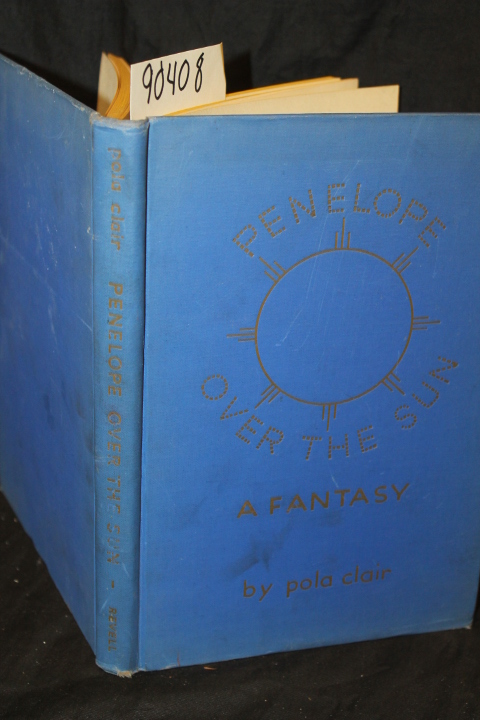 90408
PENELOPE
OVER THE SUN
A FANTASY
by pola clair
pola clair PENELOPE OVER THE SUN -